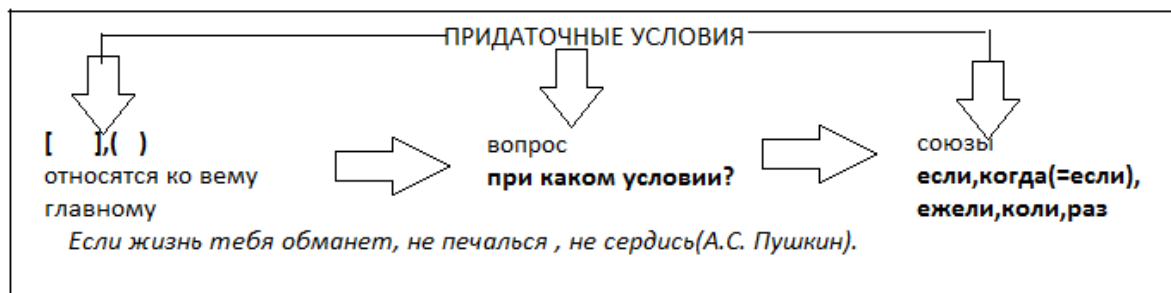 ПРИДАТОЧНЫЕ УСЛОВИЯ
[ ],( )
относятся ко вему
главному
вопрос
при каком условии?
союзы
если,когда(=если),
ежели,коли,раз
Если жизнь тебя обманет, не печалься , не сердись(А.С. Пушкин).